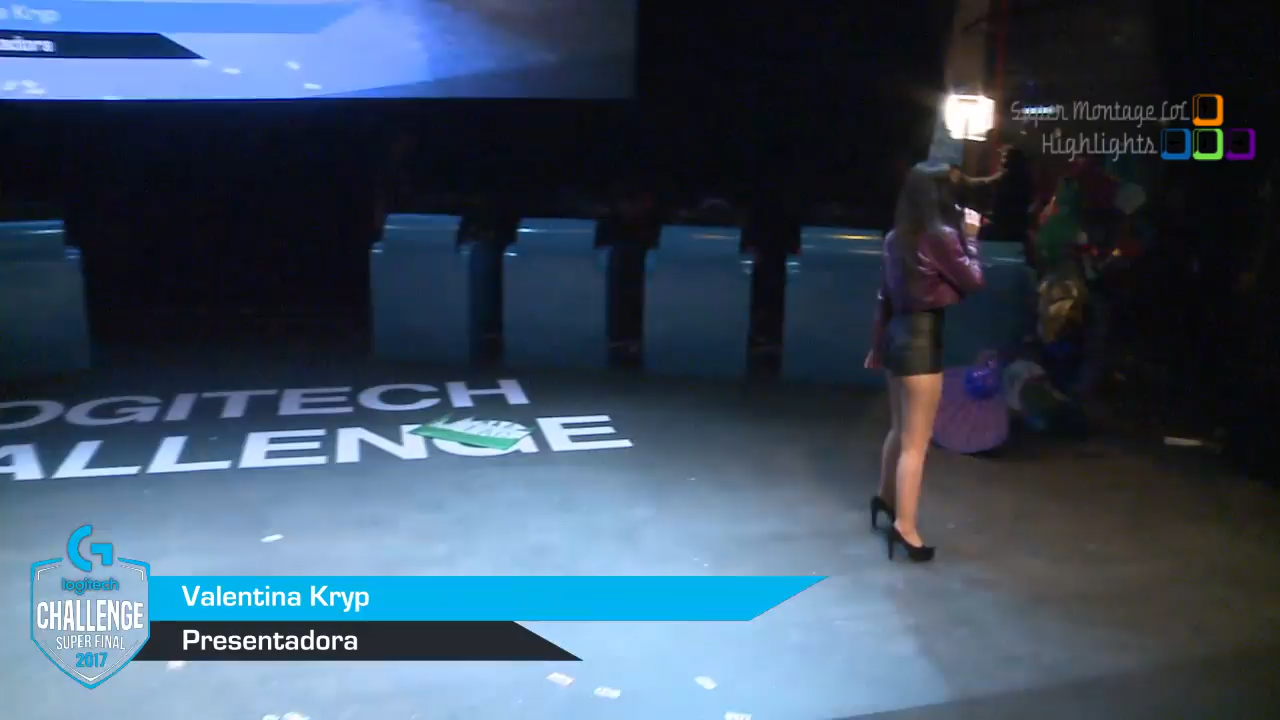 Super Montage LoL
Highlights
LOGITECH
CHALLENGE
G
logitech
CHALLENGE
SUPER FINAL
2017
Valentina Kryp
Presentadora